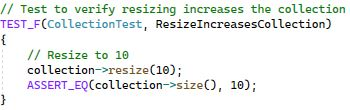 // Test to verify resizing increases the collection
TEST_F(CollectionTest, ResizeIncreasesCollection)
{
    // Resize to 10
    collection->resize(10);
    ASSERT_EQ(collection->size(), 10);
}